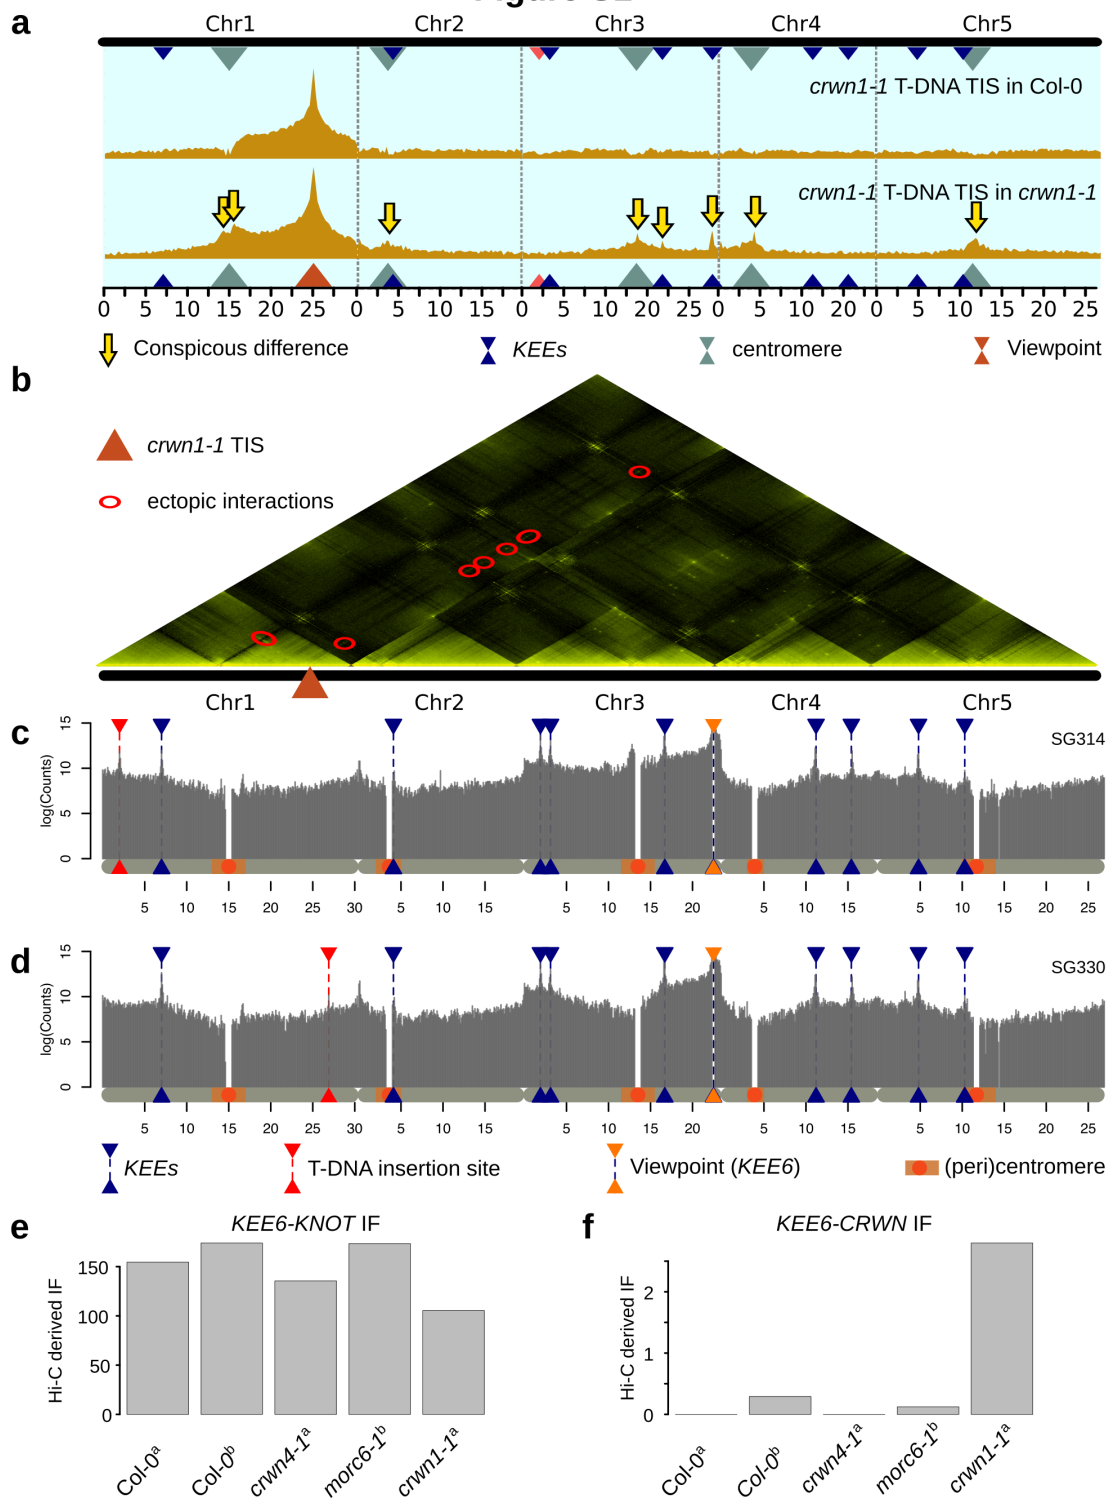 a
Chr1 Chr2 Chr3 Chr4 Chr5
crwn1-1 T-DNA TIS in Col-0
crwn1-1 T-DNA TIS in crwn1-1
0 5 10 15 20 25 0 5 10 15 0 5 10 15 20 25 0 5 10 15 0 5 10 15 20 25
Conspicous difference
KEEs
centromere
Viewpoint
b
crwn1-1 TIS
ectopic interactions
Chr1 Chr2 Chr3 Chr4 Chr5
c
SG314
log(Counts)
15
10
5
0
5 10 15 20 25 30 5 10 15 5 10 15 20 5 10 15 5 10 15 20 25
d
SG330
log(Counts)
15
10
5
0
5 10 15 20 25 30 5 10 15 5 10 15 20 5 10 15 5 10 15 20 25
KEEs
T-DNA insertion site
Viewpoint (KEE6)
(peri)centromere
e
KEE6-KNOT IF
Hi-C derived IF
150
100
50
0
Col-0ᵃ
Col-0ᵇ
crwn4-1ᵃ
morc6-1ᵇ
crwn1-1ᵃ
f
KEE6-CRWN IF
Hi-C derived IF
2
1
0
Col-0ᵃ
Col-0ᵇ
crwn4-1ᵃ
morc6-1ᵇ
crwn1-1ᵃ